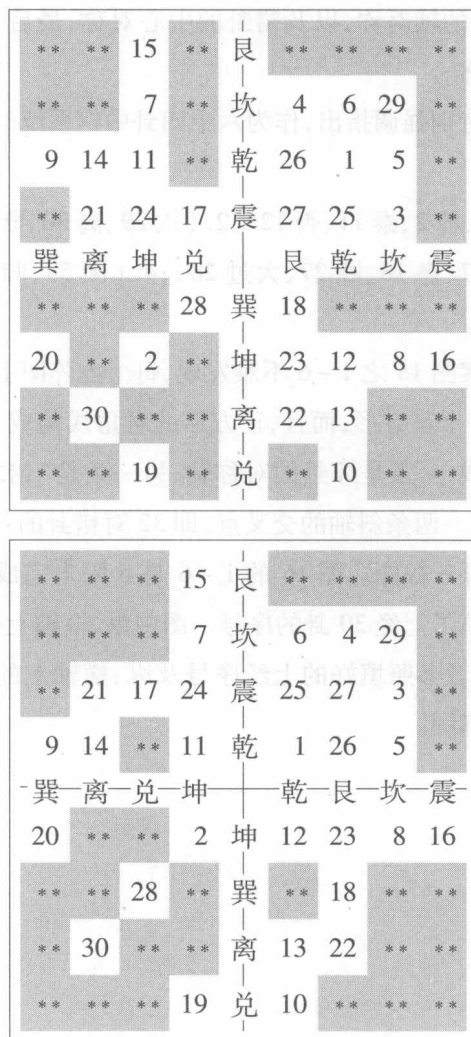 ** ** 15 ** 艮 ** ** ** **
** ** 7 ** 坎 4 6 29 **
9 14 11 ** 乾 26 1 5 **
** 21 24 17 震 27 25 3 **
巽 离 坤 兑 艮 乾 坎 震
** ** ** 28 巽 18 ** ** **
20 ** 2 ** 坤 23 12 8 16
** 30 ** ** 离 22 13 ** **
** ** 19 ** 兑 ** 10 ** **
** ** ** 15 艮 ** ** ** **
** ** ** 7 坎 6 4 29 **
** 21 17 24 震 25 27 3 **
9 14 ** 11 乾 1 26 5 **
巽 离 兑 坤 乾 艮 坎 震
20 ** ** 2 坤 12 23 8 16
** ** 28 ** 巽 ** 18 ** **
** 30 ** ** 离 13 22 ** **
** ** ** 19 兑 10 ** ** **